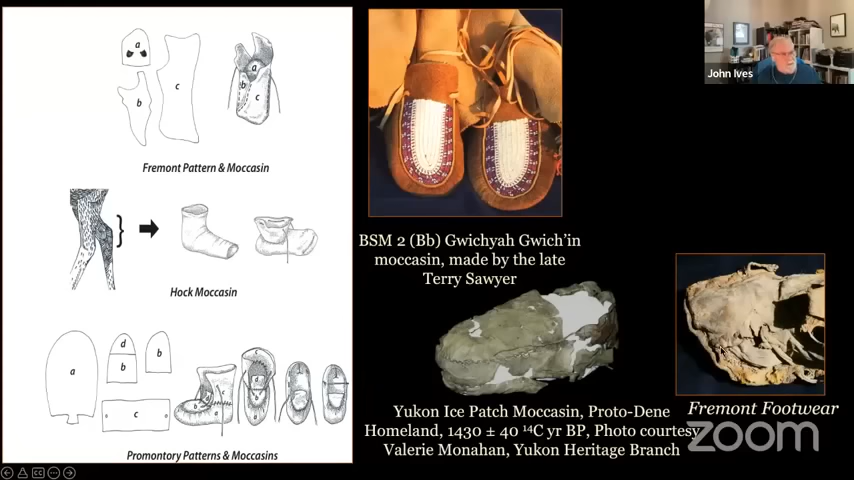 John Ives
a
b
c
a
b
c
Fremont Pattern & Moccasin
Hock Moccasin
a
d
b
b
c
Promontory Patterns & Moccasins
BSM 2 (Bb) Gwichyah Gwich'in
moccasin, made by the late
Terry Sawyer
Yukon Ice Patch Moccasin, Proto-Dene
Homeland, 1430 ± 40 ¹⁴C yr BP, Photo courtesy
Valerie Monahan, Yukon Heritage Branch
Fremont Footwear
zoom